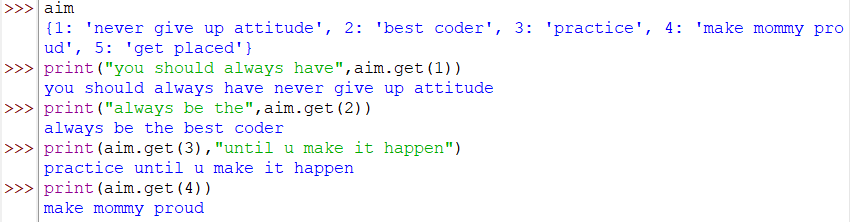 >>> aim
{1: 'never give up attitude', 2: 'best coder', 3: 'practice', 4: 'make mommy pro
ud', 5: 'get placed'}
>>> print("you should always have",aim.get(1))
you should always have never give up attitude
>>> print("always be the",aim.get(2))
always be the best coder
>>> print(aim.get(3),"until u make it happen")
practice until u make it happen
>>> print(aim.get(4))
make mommy proud